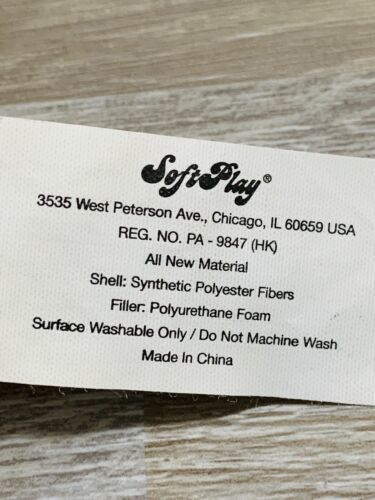 Soft Play®
3535 West Peterson Ave., Chicago, IL 60659 USA
REG. NO. PA - 9847 (HK)
All New Material
Shell: Synthetic Polyester Fibers
Filler: Polyurethane Foam
Surface Washable Only / Do Not Machine Wash
Made In China